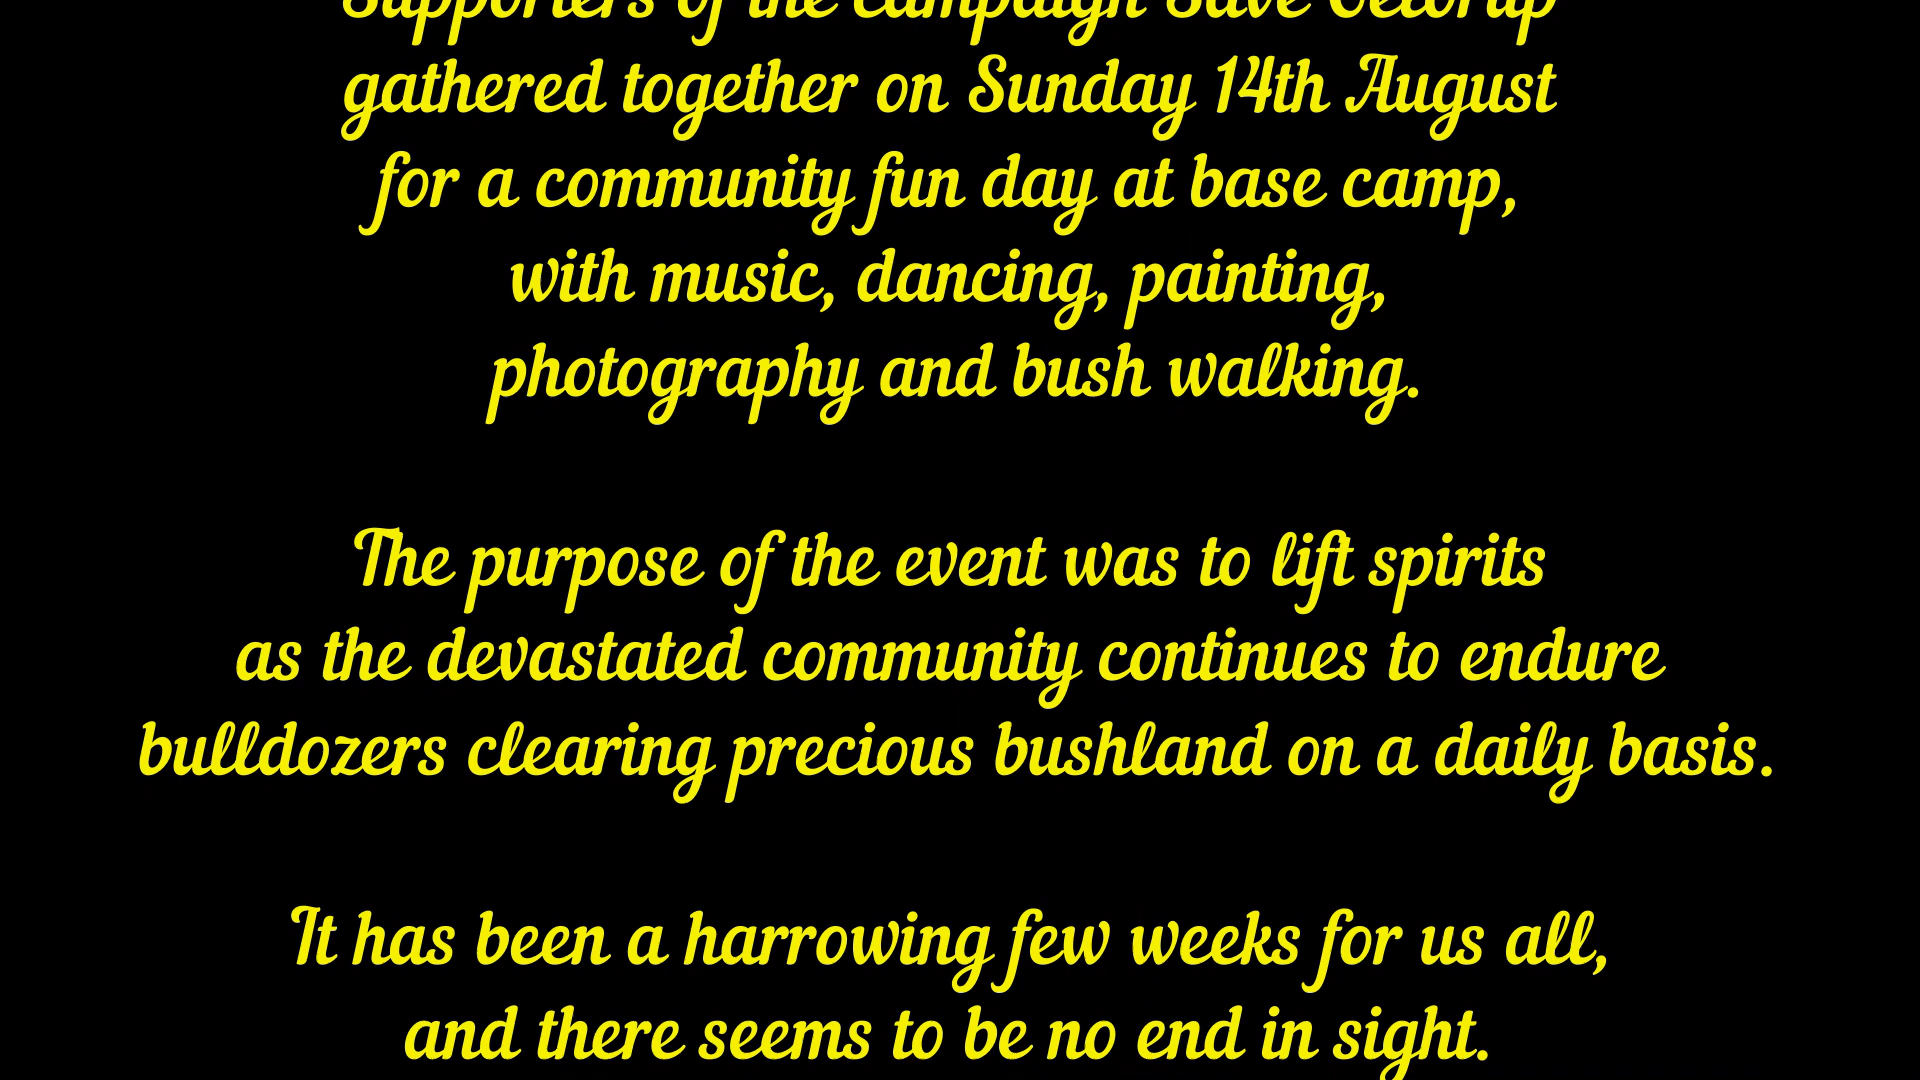 Supporters of the campaign Save
gathered together on Sunday 14th August
for a community fun day at base camp,
with music, dancing, painting,
photography and bush walking.
The purpose of the event was to lift spirits
as the devastated community continues to endure
bulldozers clearing precious bushland on a daily basis.
It has been a harrowing few weeks for us all,
and there seems to be no end in sight.